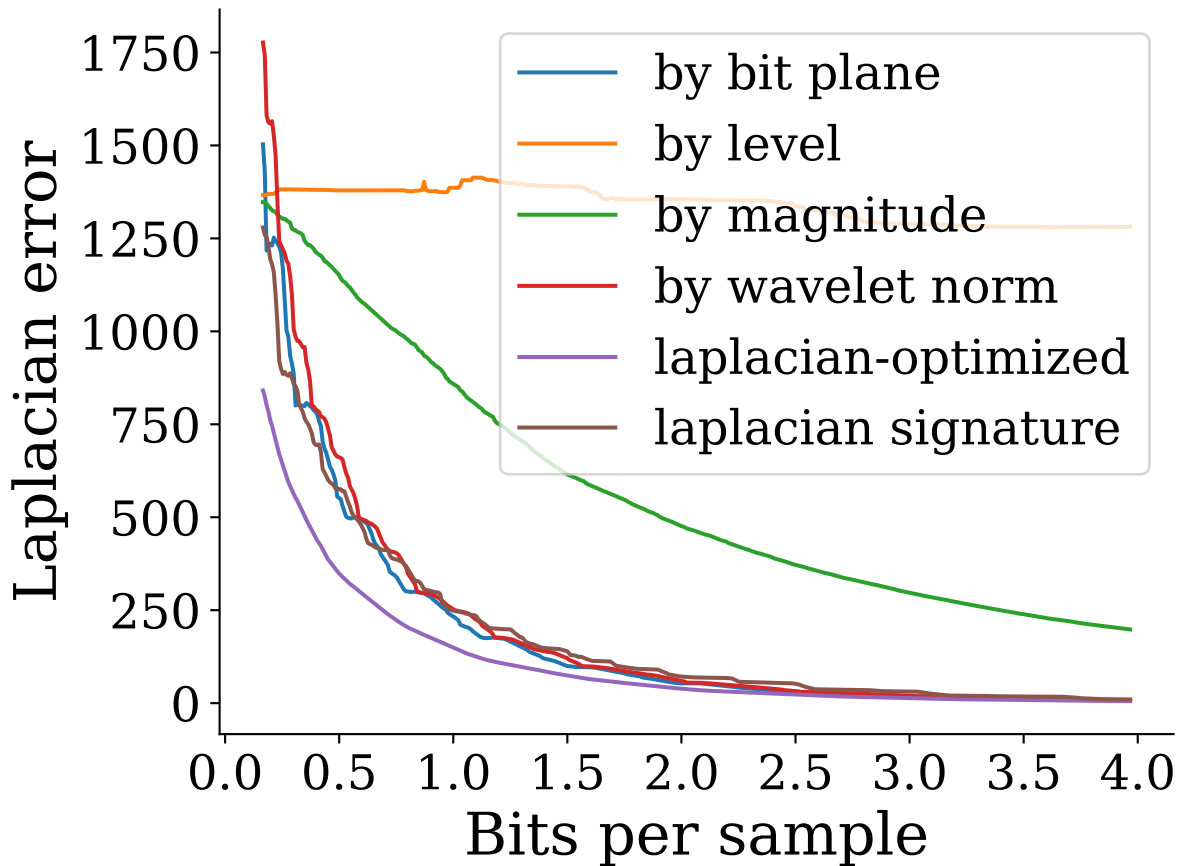 1750
1500
1250
1000
750
500
250
0
Laplacian error
by bit plane
by level
by magnitude
by wavelet norm
laplacian-optimized
laplacian signature
0.0 0.5 1.0 1.5 2.0 2.5 3.0 3.5 4.0
Bits per sample